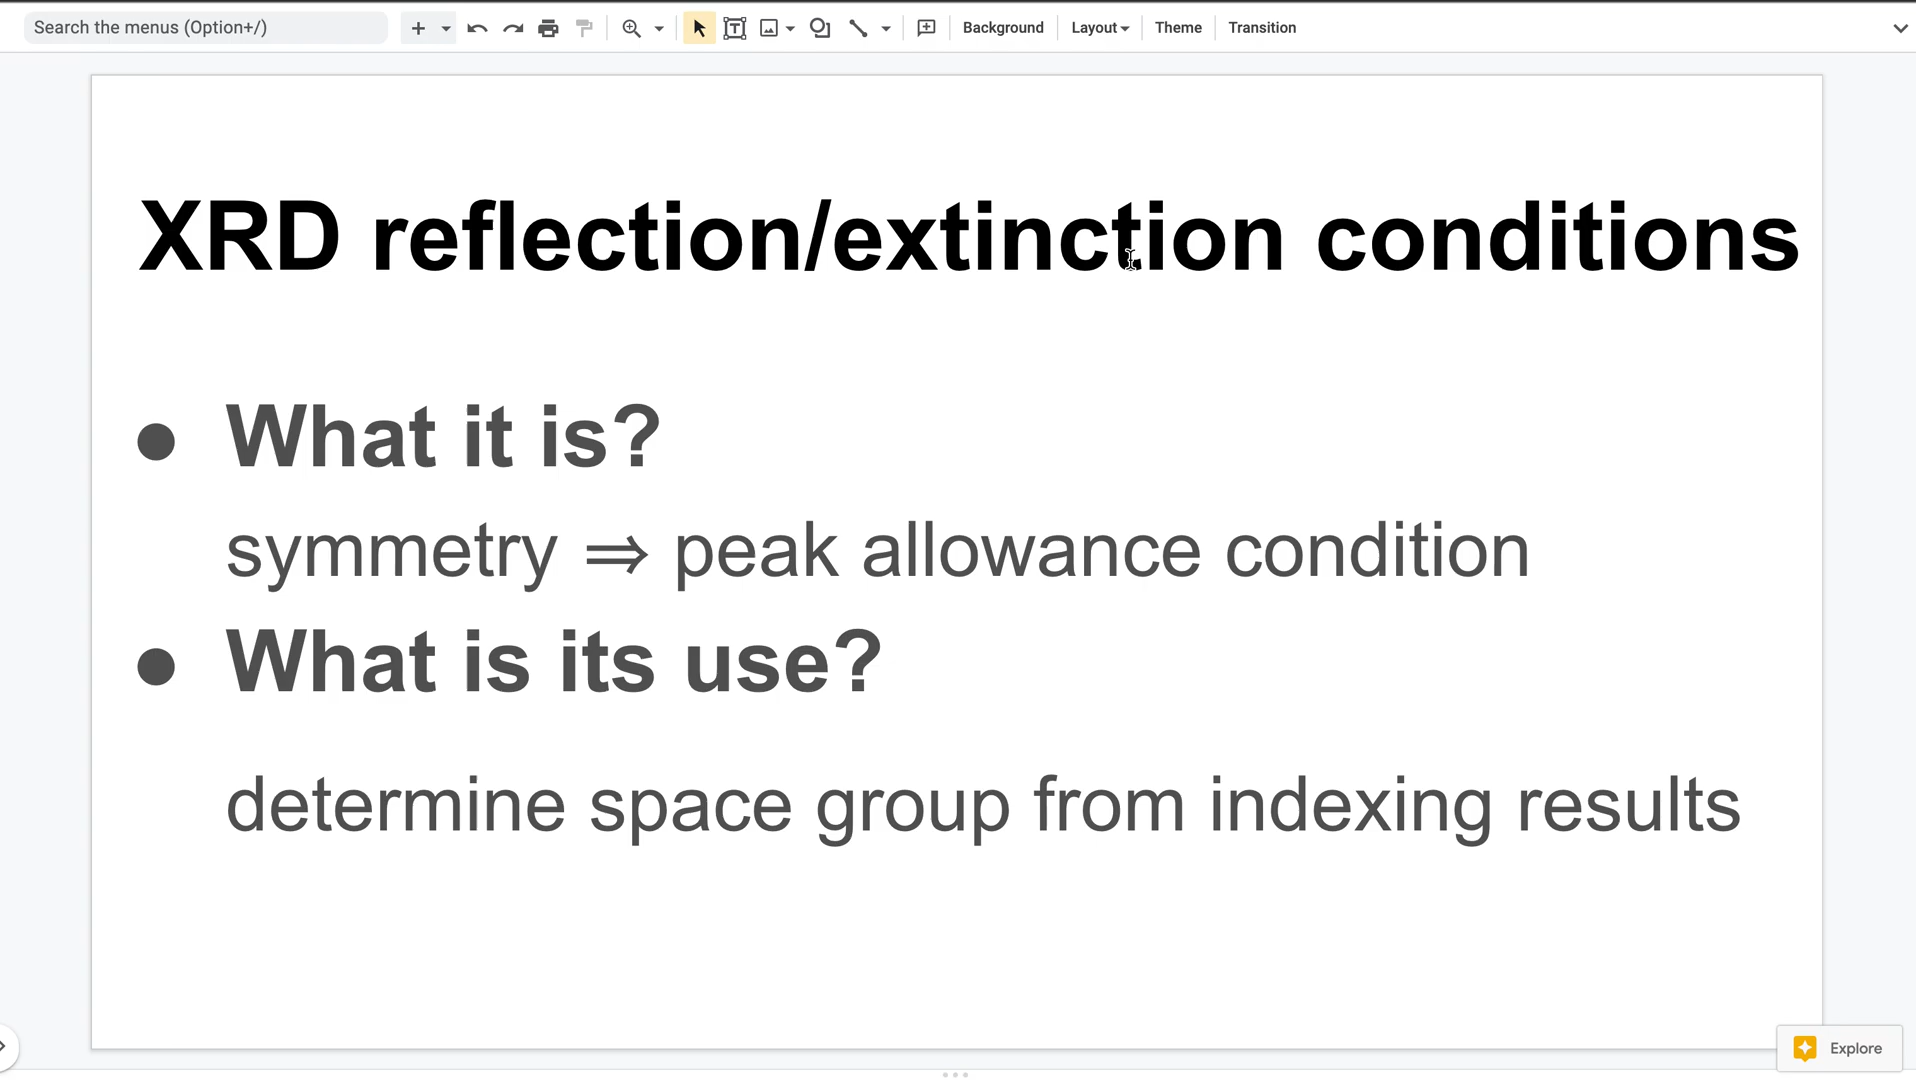 Search the menus (Option+/)
Background
Layout
Theme
Transition
XRD reflection/extinction conditions
● What it is?
symmetry ⇒ peak allowance condition
● What is its use?
determine space group from indexing results
Explore